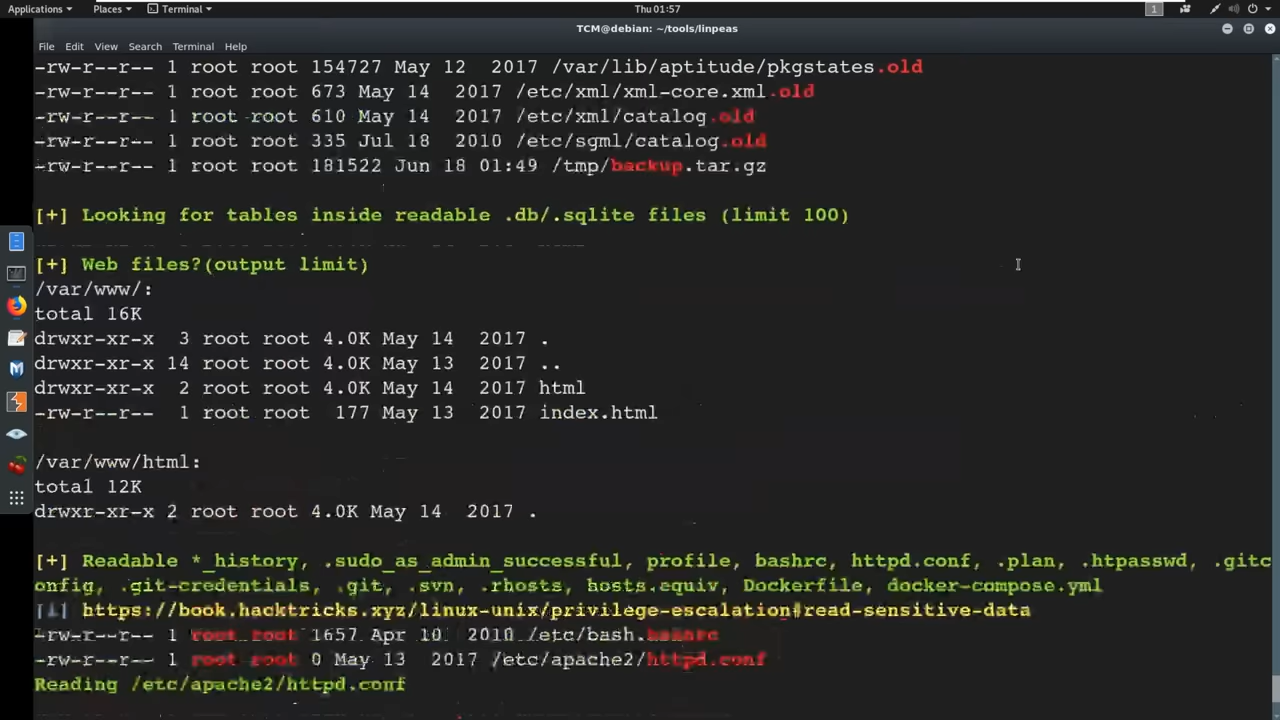 Applications Places Terminal Thu 01:57 1
TCM@debian: ~/tools/linpeas
File Edit View Search Terminal Help
-rw-r--r-- 1 root root 154727 May 12 2017 /var/lib/aptitude/pkgstates.old
-rw-r--r-- 1 root root 673 May 14 2017 /etc/xml/xml-core.xml.old
-rw-r--r-- 1 root root 610 May 14 2017 /etc/xml/catalog.old
-rw-r--r-- 1 root root 335 Jul 18 2010 /etc/sgml/catalog.old
-rw-r--r-- 1 root root 181522 Jun 18 01:49 /tmp/backup.tar.gz
[+] Looking for tables inside readable .db/.sqlite files (limit 100)
[+] Web files?(output limit)
/var/www/:
total 16K
drwxr-xr-x 3 root root 4.0K May 14 2017 .
drwxr-xr-x 14 root root 4.0K May 13 2017 ..
drwxr-xr-x 2 root root 4.0K May 14 2017 html
-rw-r--r-- 1 root root 177 May 13 2017 index.html
/var/www/html:
total 12K
drwxr-xr-x 2 root root 4.0K May 14 2017 .
[+] Readable *_history, .sudo_as_admin_successful, profile, bashrc, httpd.conf, .plan, .htpasswd, .gitc
onfig, .git-credentials, .git, .svn, .rhosts, hosts.equiv, Dockerfile, docker-compose.yml
[i] https://book.hacktricks.xyz/linux-unix/privilege-escalation#read-sensitive-data
-rw-r--r-- 1 root root 1657 Apr 10 2010 /etc/bash.bashrc
-rw-r--r-- 1 root root 0 May 13 2017 /etc/apache2/httpd.conf
Reading /etc/apache2/httpd.conf